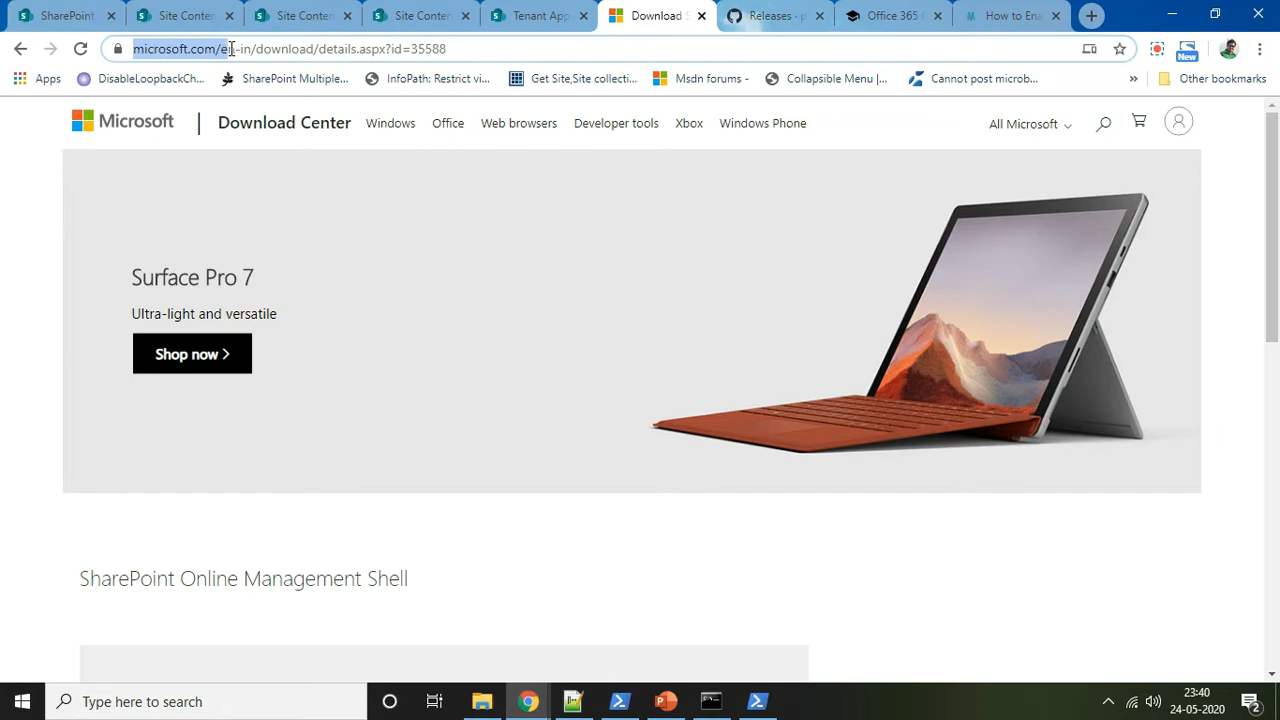 SharePoint
Site Conten
Site Conten
Site Conten
Tenant App
Download S
Releases - p
Office 365 C
How to Ena
microsoft.com/en-in/download/details.aspx?id=35588
New
Apps
DisableLoopbackCh...
SharePoint Multiple...
InfoPath: Restrict vi...
Get Site,Site collecti...
Msdn forums - ...
Collapsible Menu |...
Cannot post microb...
»
Other bookmarks
Microsoft
Download Center
Windows
Office
Web browsers
Developer tools
Xbox
Windows Phone
All Microsoft
Surface Pro 7
Ultra-light and versatile
Shop now >
SharePoint Online Management Shell
Type here to search
23:40
24-05-2020
2